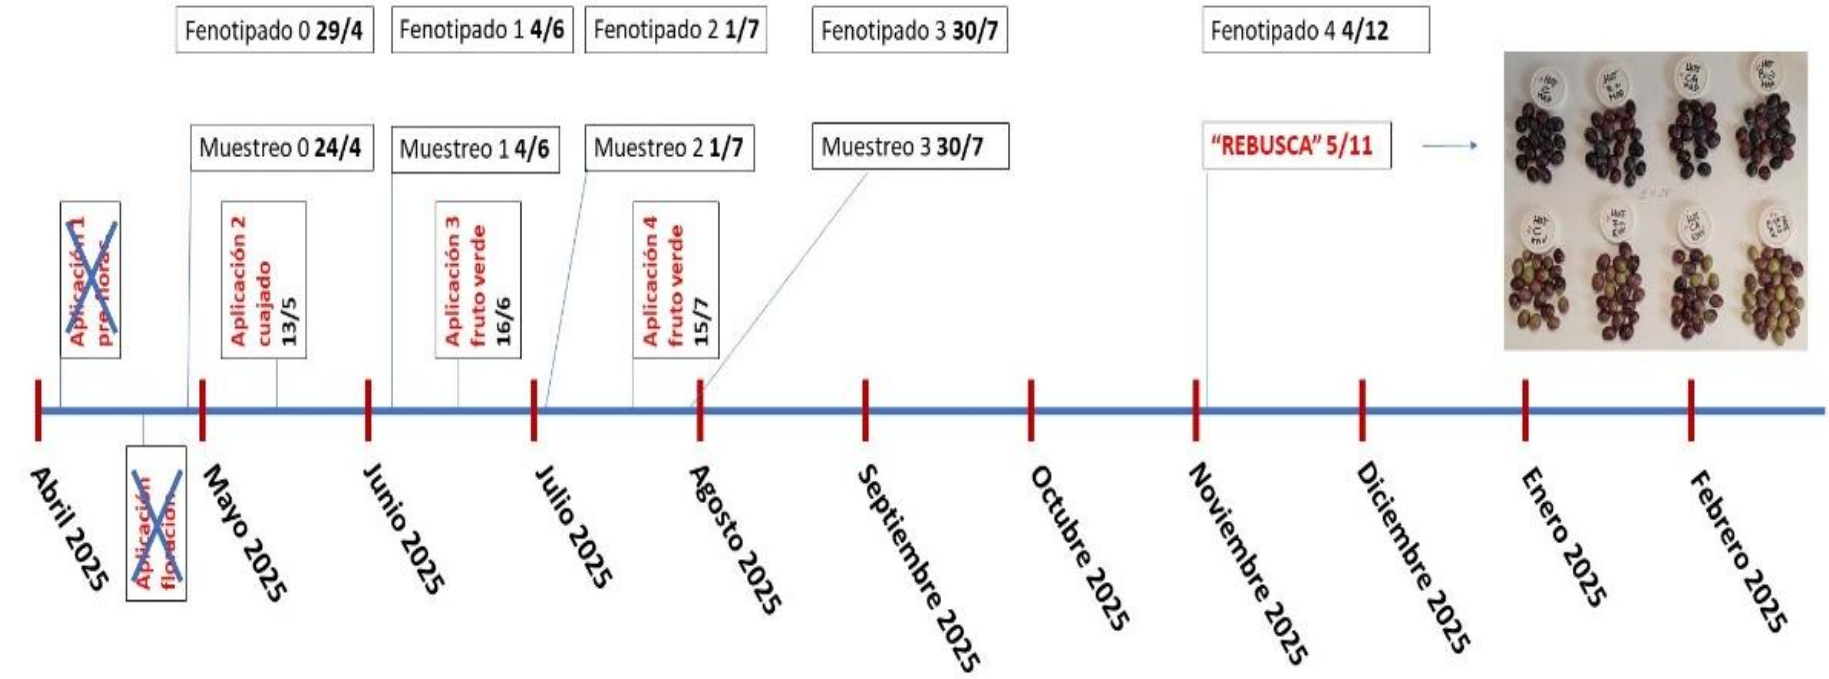 Fenotipado 0 29/4
Fenotipado 1 4/6
Fenotipado 2 1/7
Fenotipado 3 30/7
Fenotipado 4 4/12
Muestreo 0 24/4
Muestreo 1 4/6
Muestreo 2 1/7
Muestreo 3 30/7
“REBUSCA” 5/11
Aplicación 1
Aplicación 2
cuajado
13/5
Aplicación 3
fruto verde
16/6
Aplicación 4
fruto verde
15/7
Aplicación
floración
Abril 2025
Mayo 2025
Junio 2025
Julio 2025
Agosto 2025
Septiembre 2025
Octubre 2025
Noviembre 2025
Diciembre 2025
Enero 2025
Febrero 2025